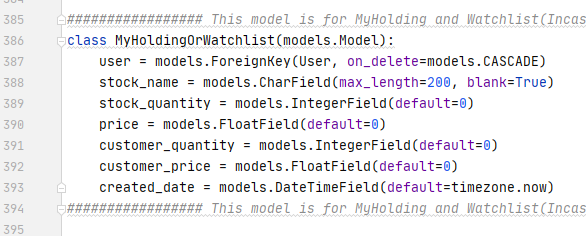 385 ################# This model is for MyHolding and Watchlist(Incas
386 class MyHoldingOrWatchlist(models.Model):
387     user = models.ForeignKey(User, on_delete=models.CASCADE)
388     stock_name = models.CharField(max_length=200, blank=True)
389     stock_quantity = models.IntegerField(default=0)
390     price = models.FloatField(default=0)
391     customer_quantity = models.IntegerField(default=0)
392     customer_price = models.FloatField(default=0)
393     created_date = models.DateTimeField(default=timezone.now)
394 ################# This model is for MyHolding and Watchlist(Incas
395